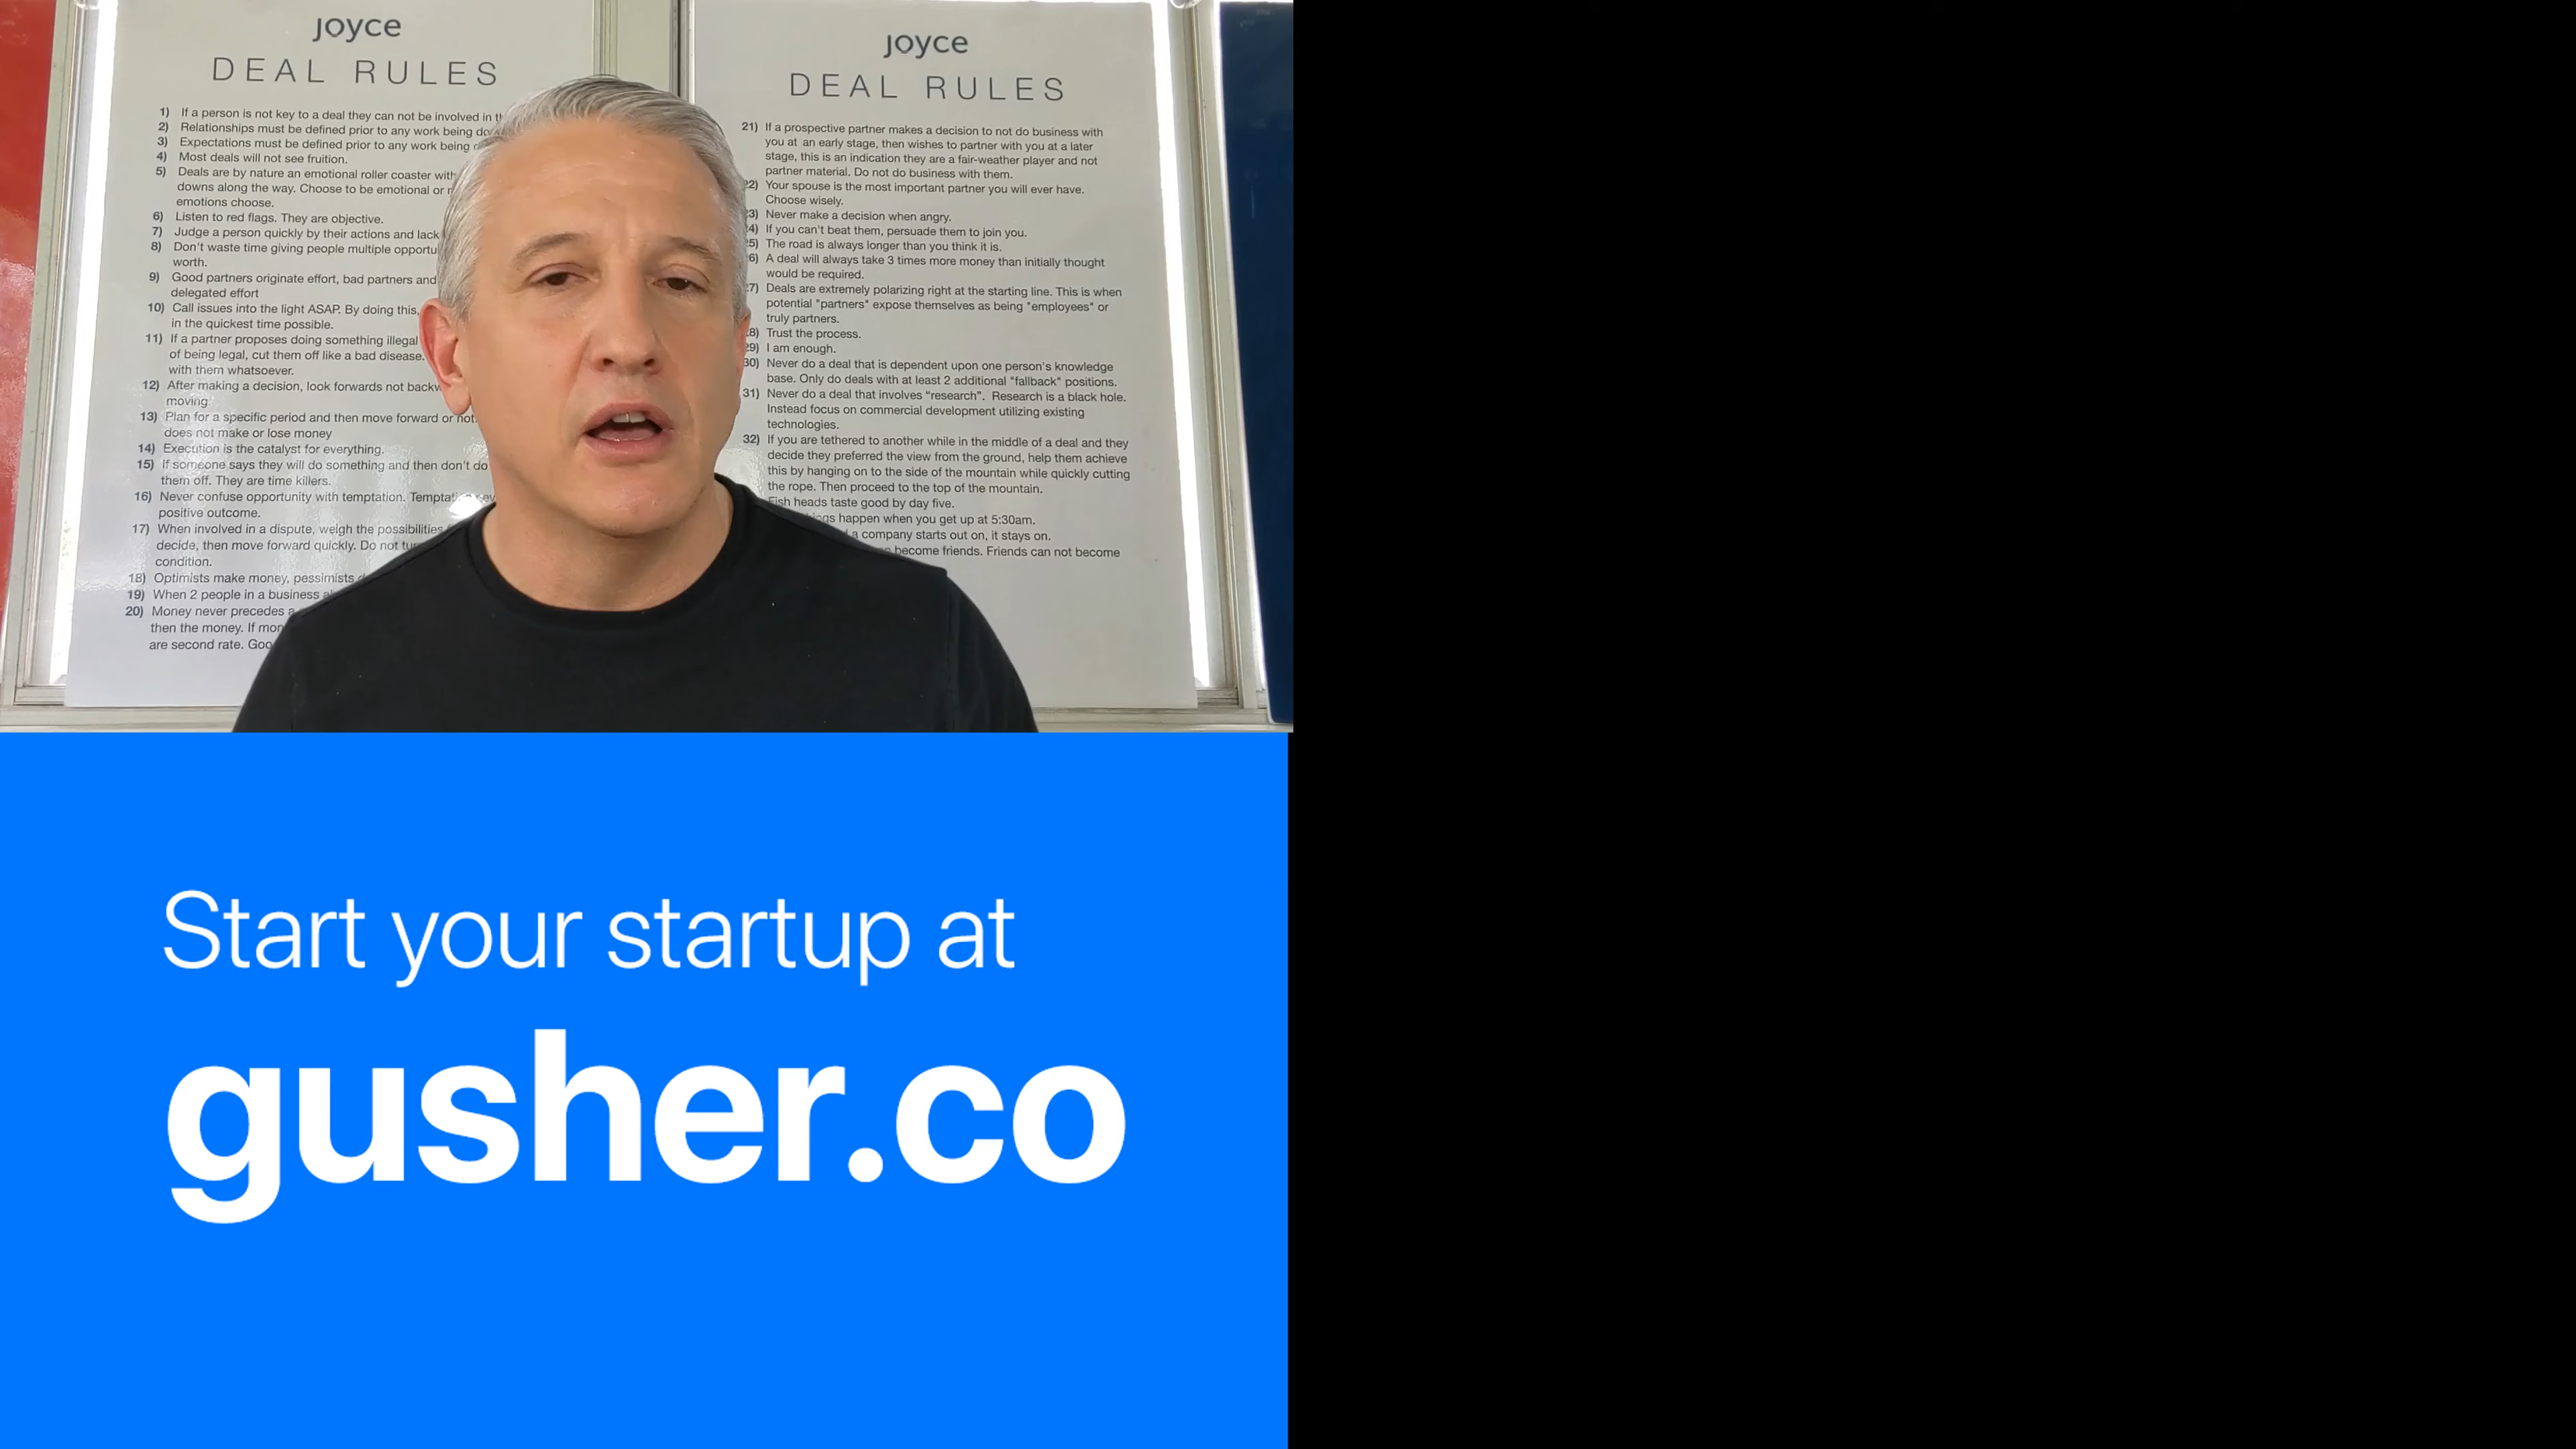 joyce
DEAL RULES
1) If a person is not key to a deal they can not be involved in
2) Relationships must be defined prior to any work being
3) Expectations must be defined prior to any work being
4) Most deals will not see fruition.
5) Deals are by nature an emotional roller coaster with
downs along the way. Choose to be emotional or
emotions choose.
6) Listen to red flags. They are objective.
7) Judge a person quickly by their actions and lack
8) Don't waste time giving people multiple
worth.
9) Good partners originate effort, bad partners and
delegated effort
10) Call issues into the light ASAP. By doing this,
in the quickest time possible.
11) If a partner proposes doing something illegal
of being legal, cut them off like a bad disease.
with them whatsoever.
12) After making a decision, look forwards not
moving.
13) Plan for a specific period and then move forward or not.
does not make or lose money
14) Execution is the catalyst for everything.
15) If someone says they will do something and then don't do
them off. They are time killers.
16) Never confuse opportunity with temptation.
positive outcome.
17) When involved in a dispute, weigh the possibilities
decide, then move forward quickly. Do not
condition.
18) Optimists make money, pessimists
19) When 2 people in a business
20) Money never precedes a
then the money. If
are second rate.
joyce
DEAL RULES
21) If a prospective partner makes a decision to not do business with
you at an early stage, then wishes to partner with you at a later
stage, this is an indication they are a fair-weather player and not
partner material. Do not do business with them.
22) Your spouse is the most important partner you will ever have.
Choose wisely.
23) Never make a decision when angry.
24) If you can't beat them, persuade them to join you.
25) The road is always longer than you think it is.
26) A deal will always take 3 times more money than initially thought
would be required.
27) Deals are extremely polarizing right at the starting line. This is when
potential "partners" expose themselves as being "employees" or
truly partners.
28) Trust the process.
29) I am enough.
30) Never do a deal that is dependent upon one person's knowledge
base. Only do deals with at least 2 additional "fallback" positions.
31) Never do a deal that involves “research”. Research is a black hole.
Instead focus on commercial development utilizing existing
technologies.
32) If you are tethered to another while in the middle of a deal and they
decide they preferred the view from the ground, help them achieve
this by hanging on to the side of the mountain while quickly cutting
the rope. Then proceed to the top of the mountain.
Fish heads taste good by day five.
happen when you get up at 5:30am.
a company starts out on, it stays on.
become friends. Friends can not become
Start your startup at
gusher.co